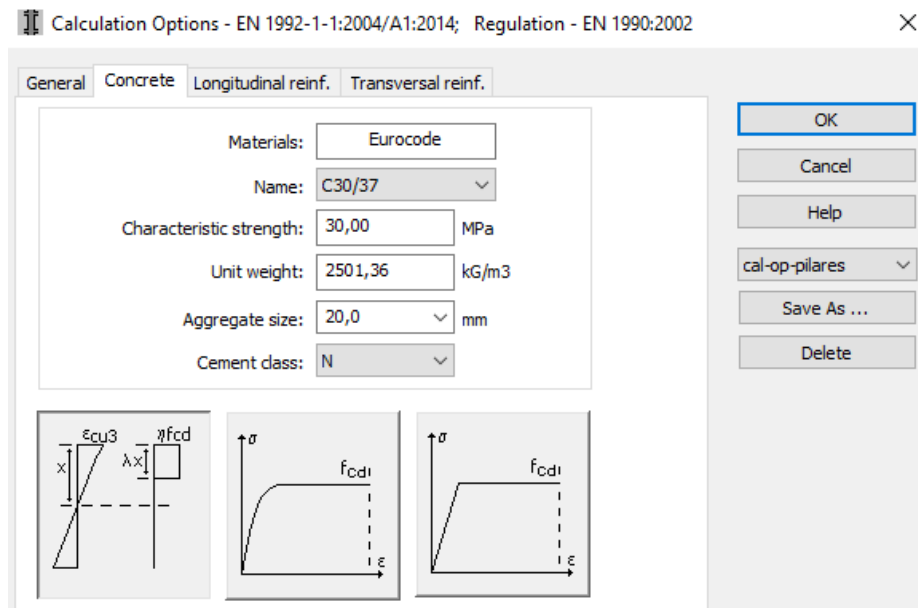 Calculation Options - EN 1992-1-1:2004/A1:2014; Regulation - EN 1990:2002
General Concrete Longitudinal reinf. Transversal reinf.
Materials: Eurocode
Name: C30/37
Characteristic strength: 30,00 MPa
Unit weight: 2501,36 kG/m3
Aggregate size: 20,0 mm
Cement class: N
OK
Cancel
Help
cal-op-pilares
Save As ...
Delete
εcu3 ηfcd
x λx
σ
fcd
ε
σ
fcd
ε